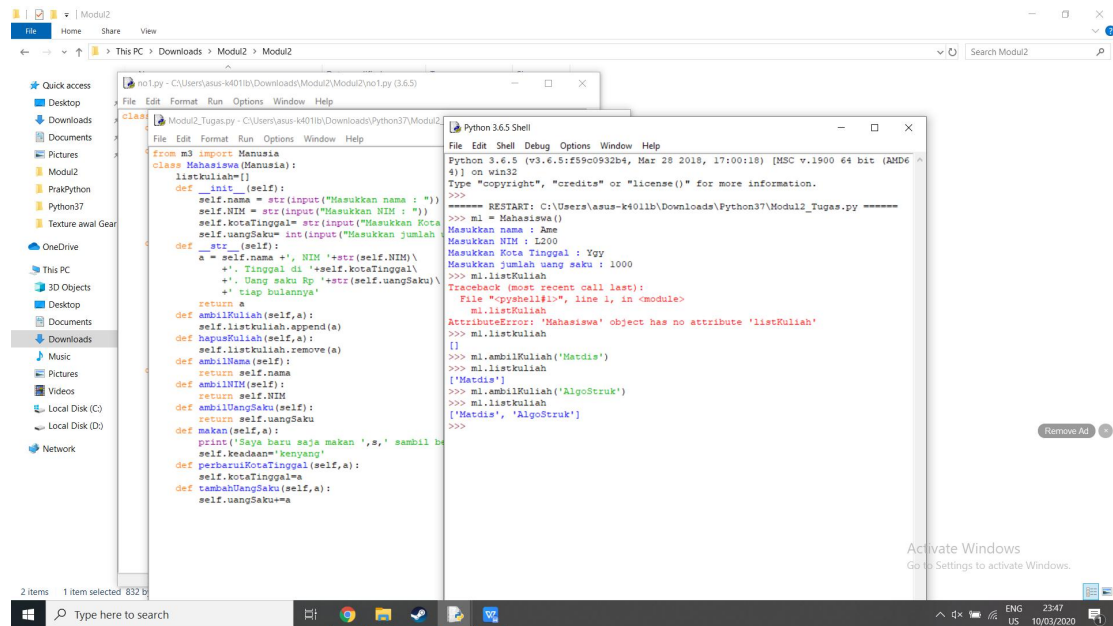 Modul2
File Home Share View
This PC > Downloads > Modul2 > Modul2
Search Modul2
Quick access
Desktop
Downloads
Documents
Pictures
Modul2
PrakPython
Python37
Texture awal Gear
OneDrive
This PC
3D Objects
Desktop
Documents
Downloads
Music
Pictures
Videos
Local Disk (C:)
Local Disk (D:)
Network
2 items 1 item selected 832 b
no1.py - C:\Users\asus-k401lb\Downloads\Modul2\Modul2\no1.py (3.6.5)
File Edit Format Run Options Window Help
clas
Modul2_Tugas.py - C:\Users\asus-k401lb\Downloads\Python37\Modul2_
File Edit Format Run Options Window Help
from m3 import Manusia
class Mahasiswa(Manusia):
    listkuliah=[]
    def __init__(self):
        self.nama = str(input("Masukkan nama : "))
        self.NIM = str(input("Masukkan NIM : "))
        self.kotaTinggal= str(input("Masukkan Kota
        self.uangSaku= int(input("Masukkan jumlah u
    def __str__(self):
        a = self.nama +', NIM '+str(self.NIM)\
            +'. Tinggal di '+self.kotaTinggal\
            +'. Uang saku Rp '+str(self.uangSaku)\
            +' tiap bulannya'
        return a
    def ambilKuliah(self,a):
        self.listkuliah.append(a)
    def hapusKuliah(self,a):
        self.listkuliah.remove(a)
    def ambilNama(self):
        return self.nama
    def ambilNIM(self):
        return self.NIM
    def ambilUangSaku(self):
        return self.uangSaku
    def makan(self,a):
        print('Saya baru saja makan ',s,' sambil be
        self.keadaan='kenyang'
    def perbaruiKotaTinggal(self,a):
        self.kotaTinggal=a
    def tambahUangSaku(self,a):
        self.uangSaku+=a
Python 3.6.5 Shell
File Edit Shell Debug Options Window Help
Python 3.6.5 (v3.6.5:f59c0932b4, Mar 28 2018, 17:00:18) [MSC v.1900 64 bit (AMD6
4)] on win32
Type "copyright", "credits" or "license()" for more information.
>>>
====== RESTART: C:\Users\asus-k401lb\Downloads\Python37\Modul2_Tugas.py ======
>>> m1 = Mahasiswa()
Masukkan nama : Ame
Masukkan NIM : L200
Masukkan Kota Tinggal : Ygy
Masukkan jumlah uang saku : 1000
>>> m1.listKuliah
Traceback (most recent call last):
  File "<pyshell#1>", line 1, in <module>
    m1.listKuliah
AttributeError: 'Mahasiswa' object has no attribute 'listKuliah'
>>> m1.listkuliah
[]
>>> m1.ambilKuliah('Matdis')
>>> m1.listkuliah
['Matdis']
>>> m1.ambilKuliah('AlgoStruk')
>>> m1.listkuliah
['Matdis', 'AlgoStruk']
>>>
Remove Ad
Activate Windows
Go to Settings to activate Windows.
Type here to search
ENG
US
23:47
10/03/2020